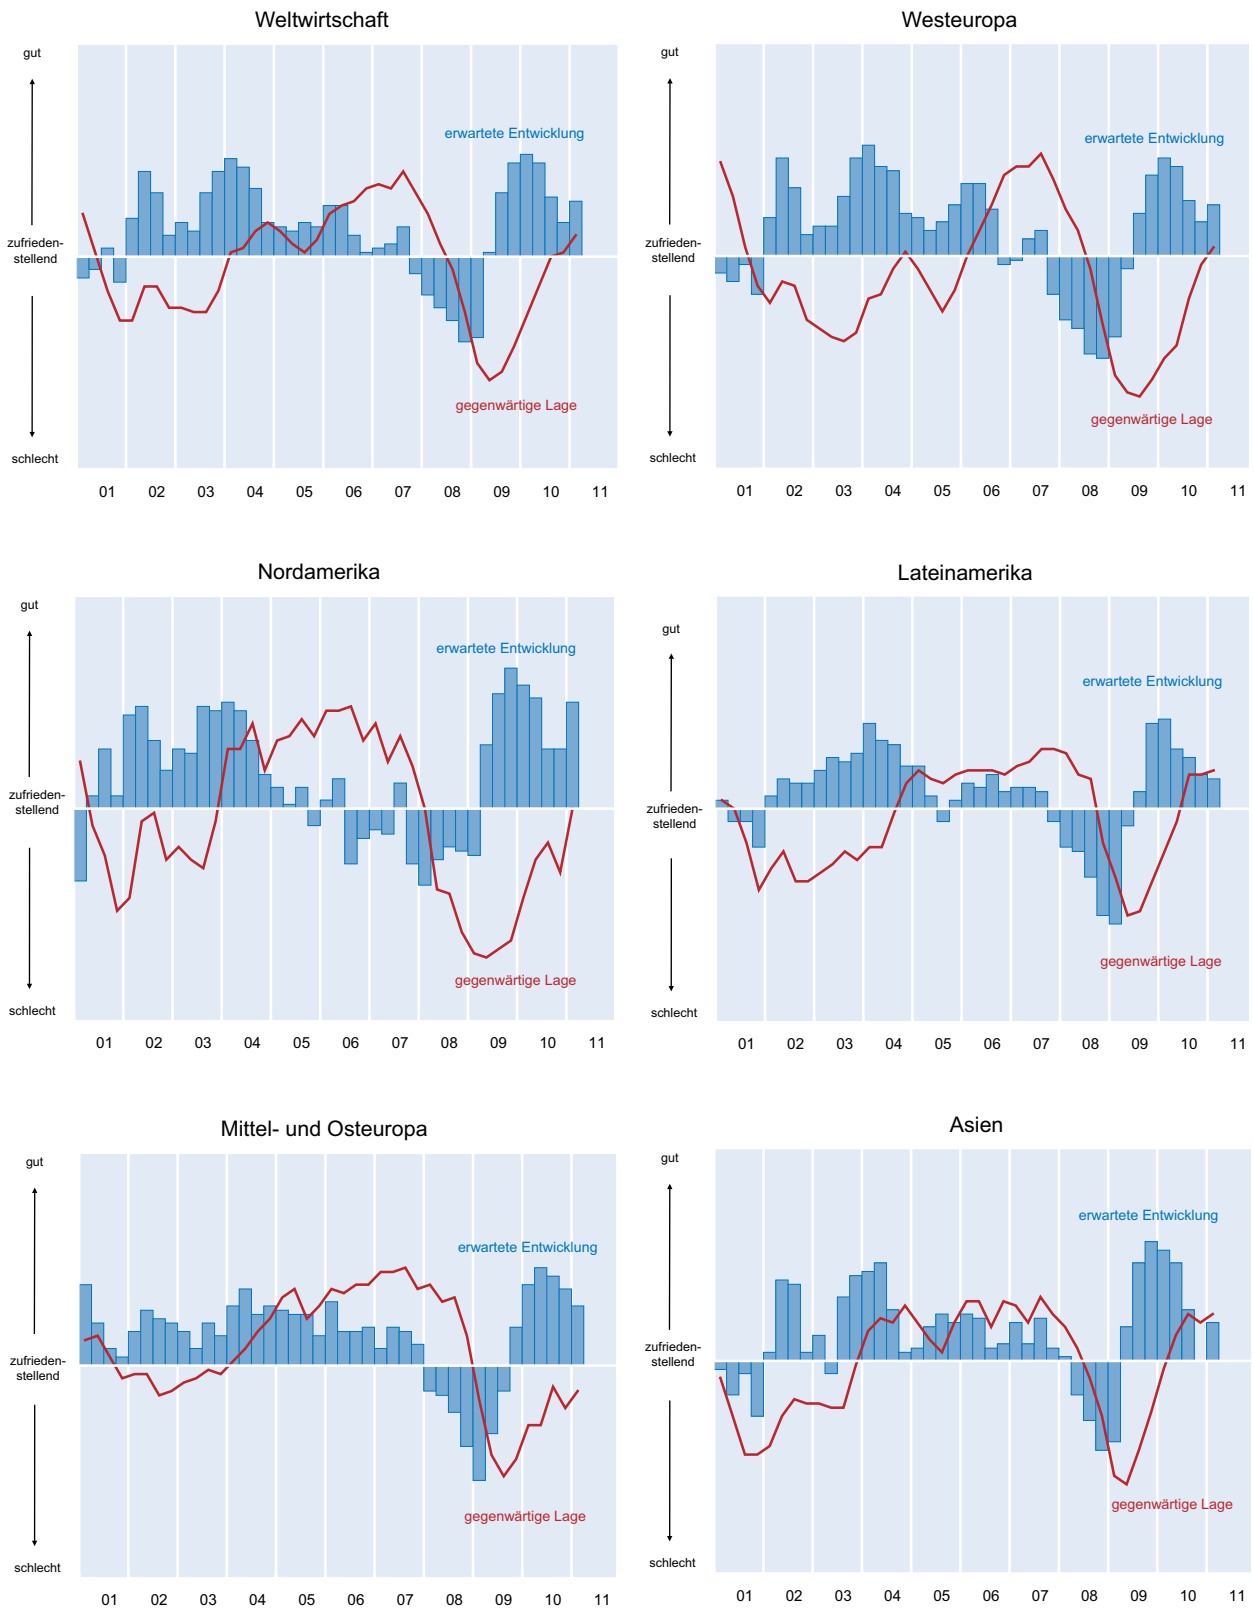 Weltwirtschaft
gut
erwartete Entwicklung
zufrieden-
stellend
gegenwärtige Lage
schlecht
01 02 03 04 05 06 07 08 09 10 11
Westeuropa
gut
erwartete Entwicklung
zufrieden-
stellend
gegenwärtige Lage
schlecht
01 02 03 04 05 06 07 08 09 10 11
Nordamerika
gut
erwartete Entwicklung
zufrieden-
stellend
gegenwärtige Lage
schlecht
01 02 03 04 05 06 07 08 09 10 11
Lateinamerika
gut
erwartete Entwicklung
zufrieden-
stellend
gegenwärtige Lage
schlecht
01 02 03 04 05 06 07 08 09 10 11
Mittel- und Osteuropa
gut
erwartete Entwicklung
zufrieden-
stellend
gegenwärtige Lage
schlecht
01 02 03 04 05 06 07 08 09 10 11
Asien
gut
erwartete Entwicklung
zufrieden-
stellend
gegenwärtige Lage
schlecht
01 02 03 04 05 06 07 08 09 10 11